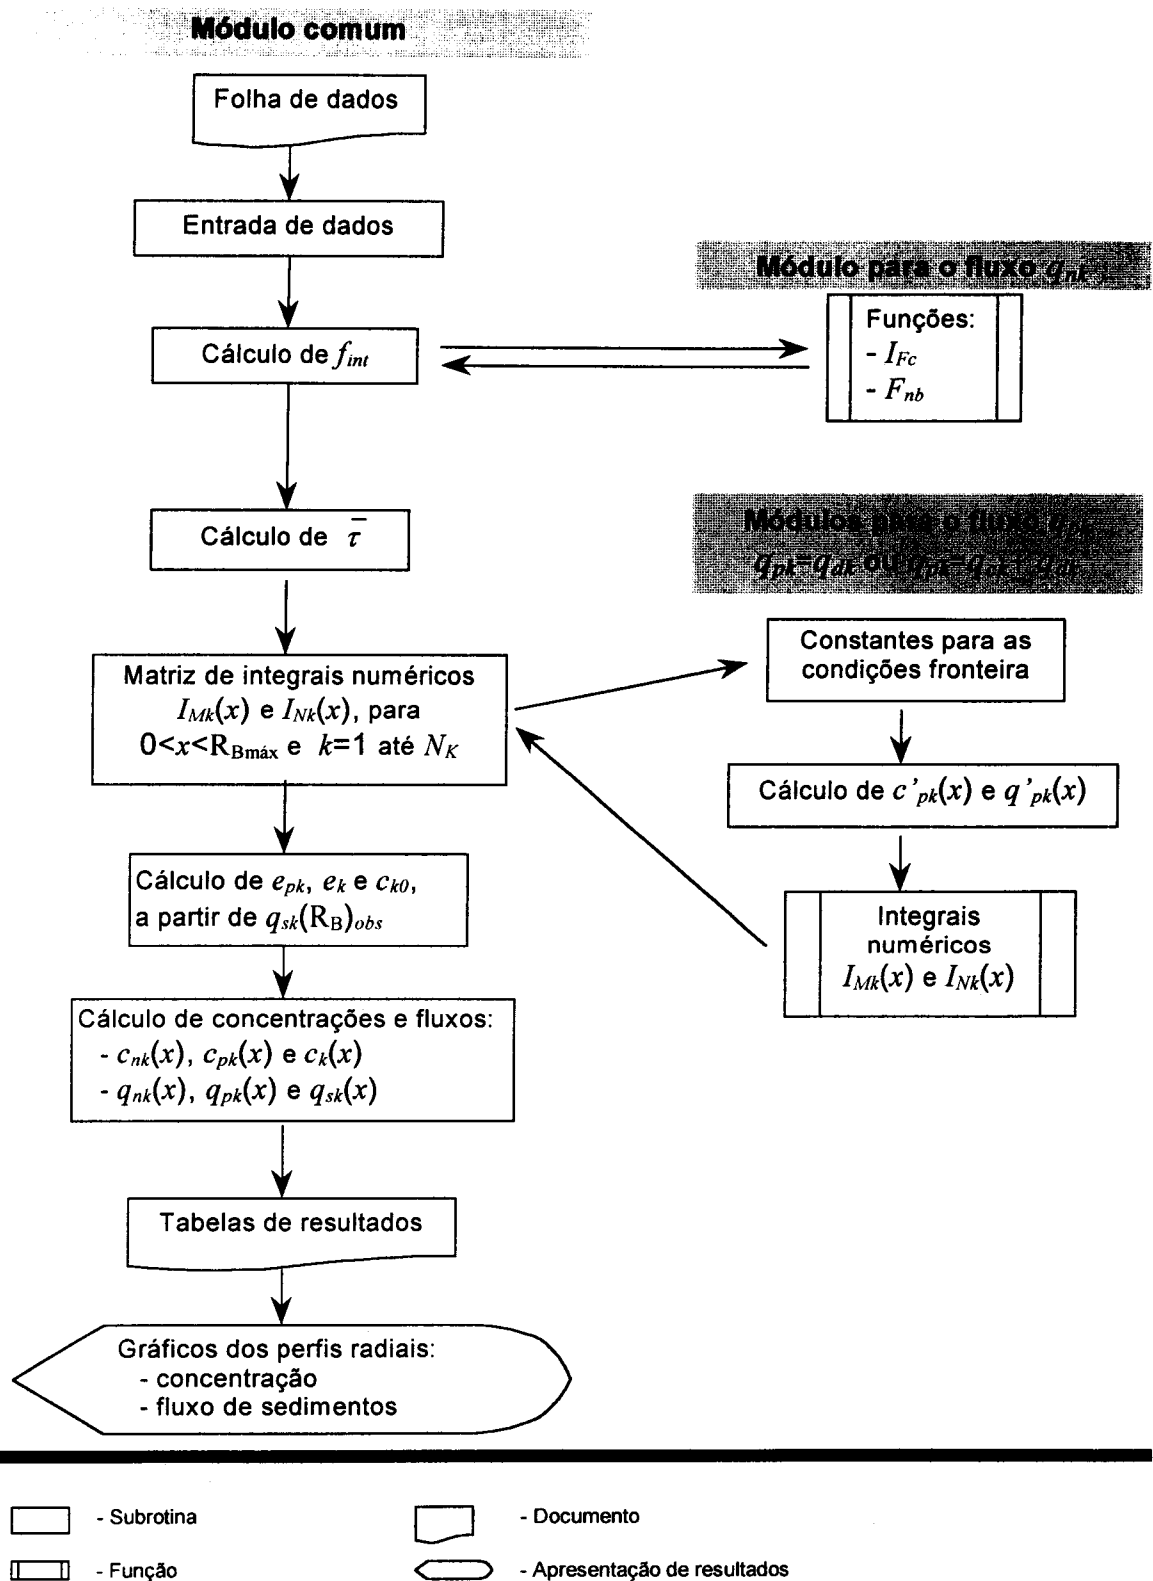 Módulo comum
Folha de dados
Entrada de dados
Cálculo de f_int
Módulo para o fluxo q_nk
Funções:
- I_Fc
- F_nb
Cálculo de τ̄
Módulos para o fluxo
q_pk=q_dk ou
Matriz de integrais numéricos
I_Mk(x) e I_Nk(x), para
0<x<R_Bmáx e k=1 até N_K
Constantes para as
condições fronteira
Cálculo de c'_pk(x) e q'_pk(x)
Integrais
numéricos
I_Mk(x) e I_Nk(x)
Cálculo de e_pk, e_k e c_k0,
a partir de q_sk(R_B)_obs
Cálculo de concentrações e fluxos:
- c_nk(x), c_pk(x) e c_k(x)
- q_nk(x), q_pk(x) e q_sk(x)
Tabelas de resultados
Gráficos dos perfis radiais:
- concentração
- fluxo de sedimentos
- Subrotina
- Documento
- Função
- Apresentação de resultados